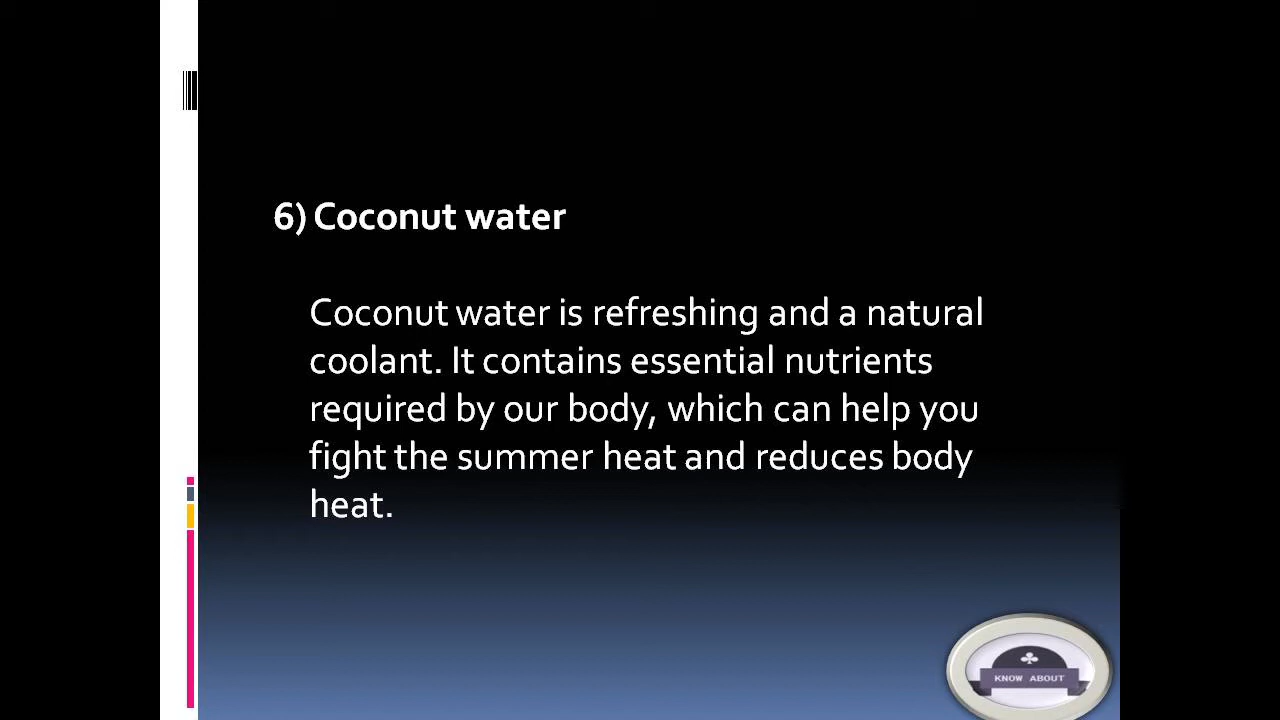 6) Coconut water
Coconut water is refreshing and a natural
coolant. It contains essential nutrients
required by our body, which can help you
fight the summer heat and reduces body
heat.
KNOW ABOUT